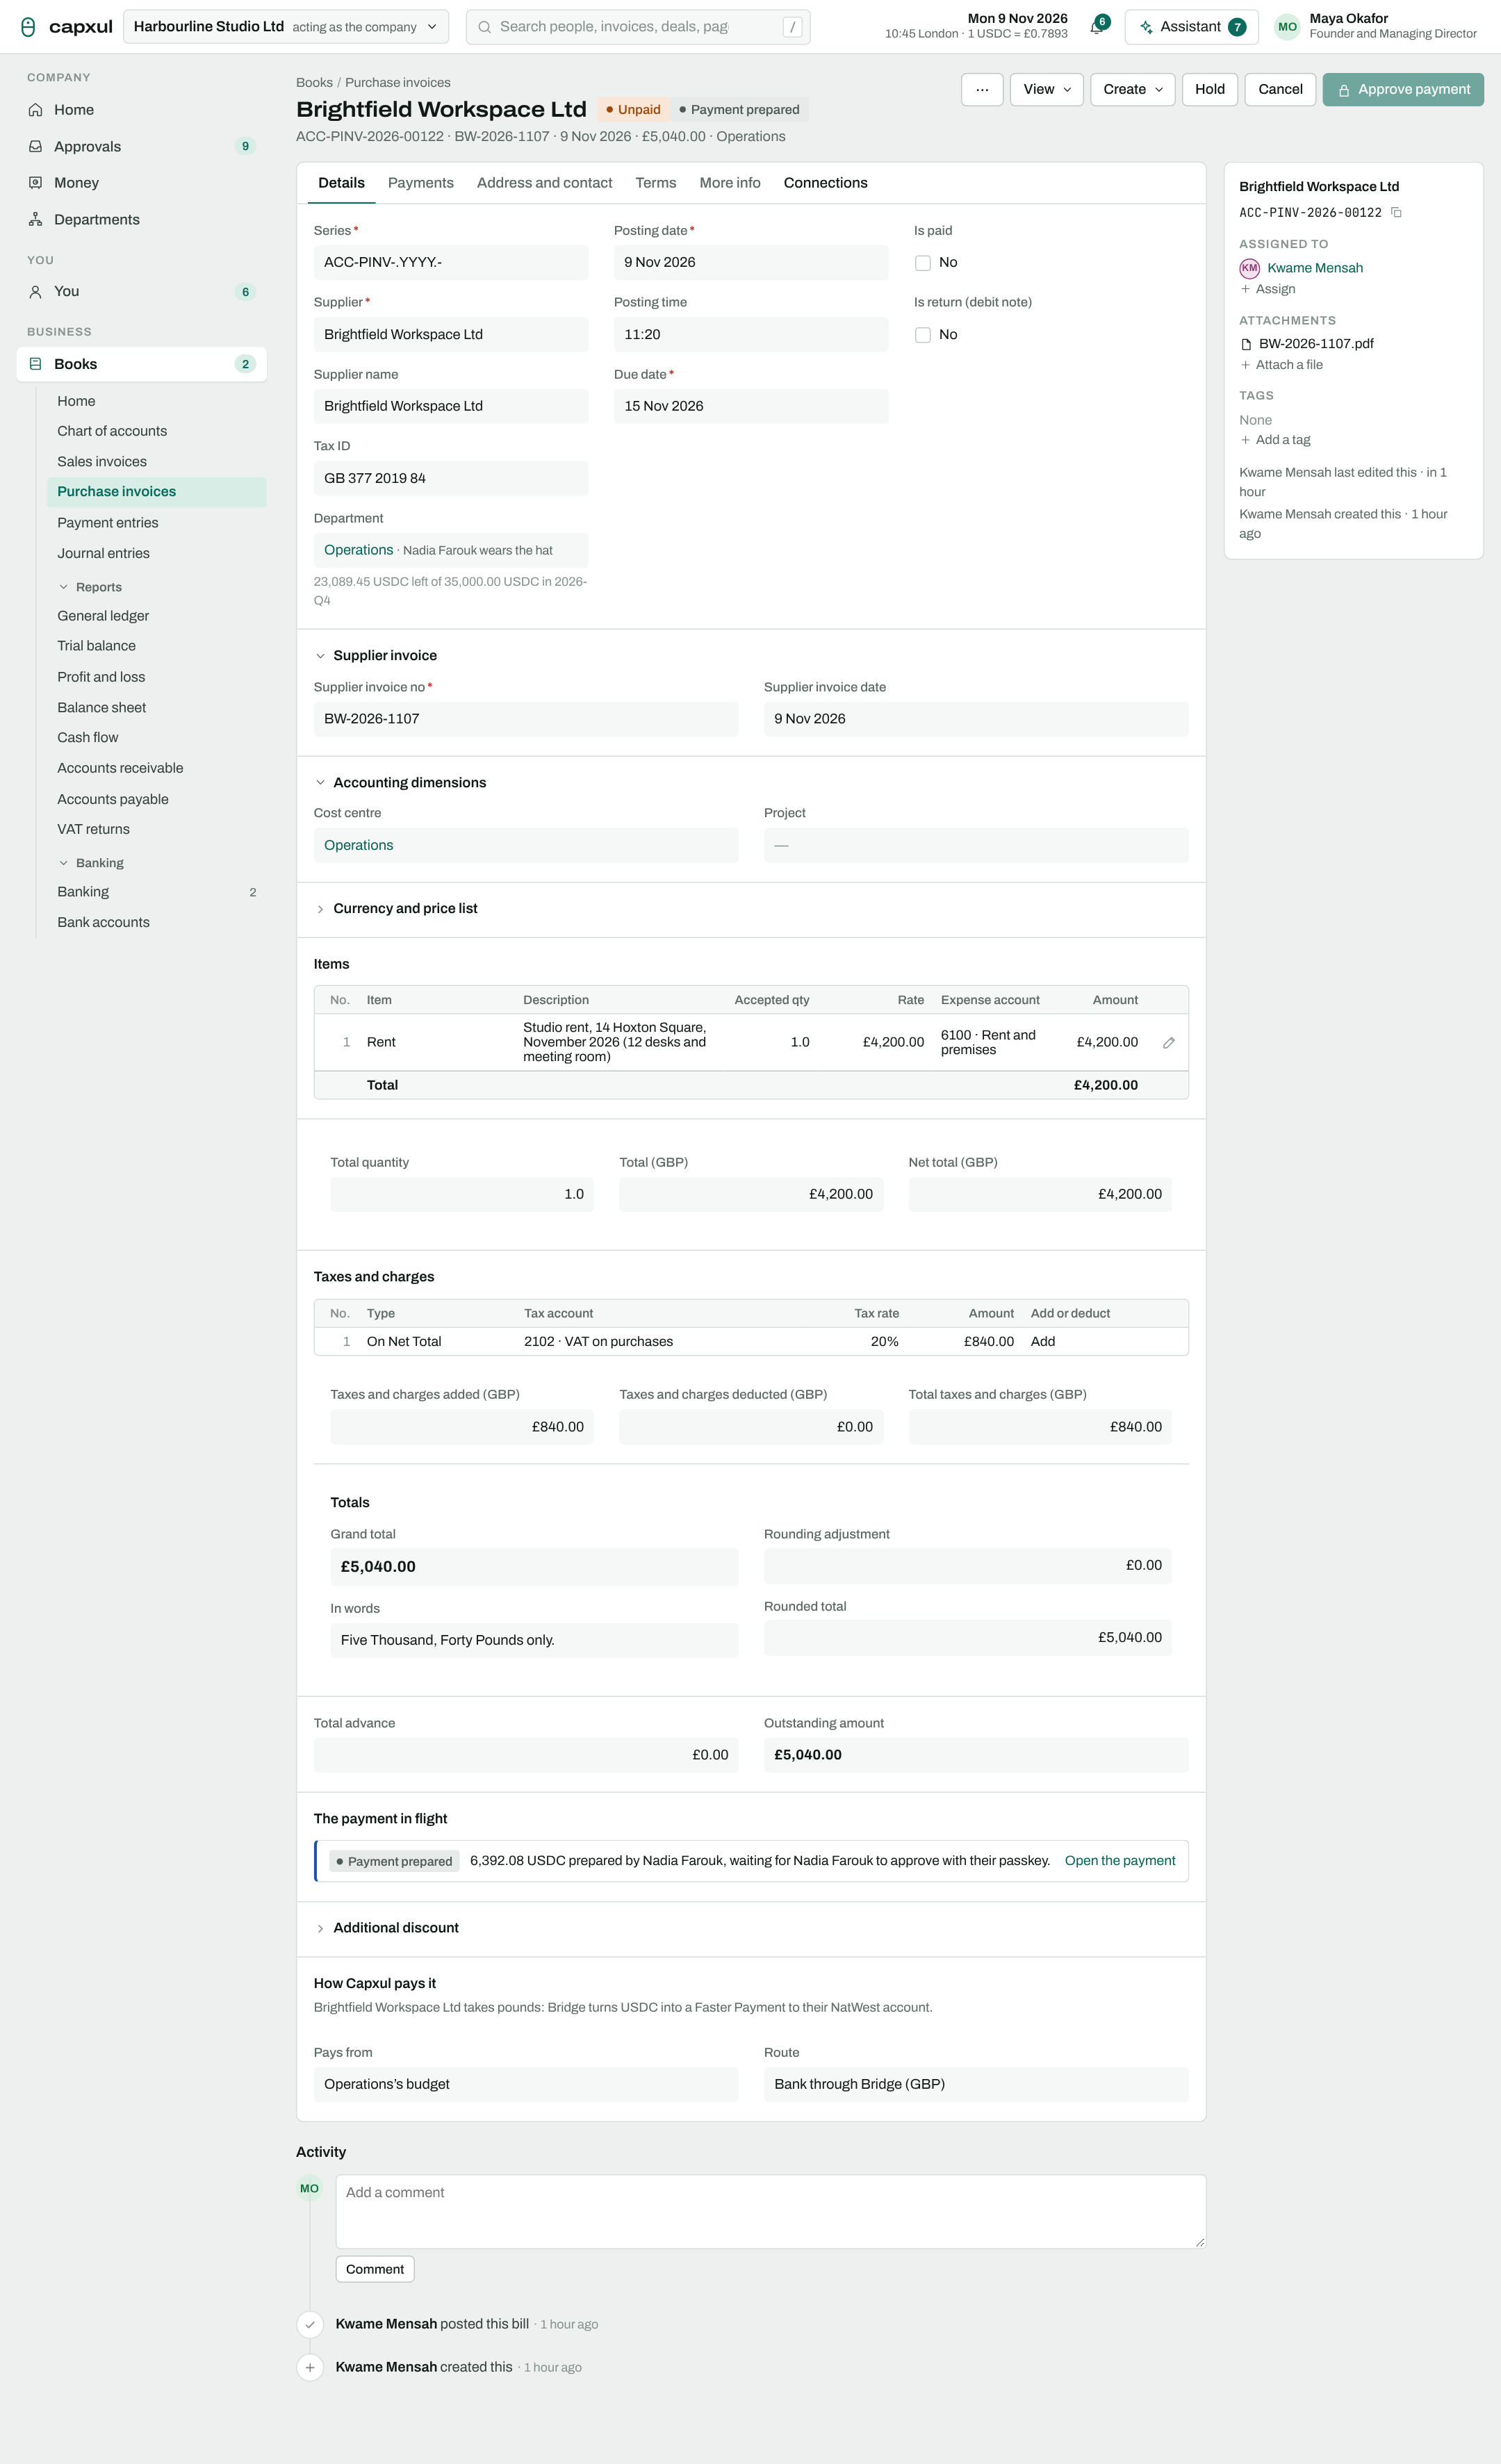 capxul
Harbourline Studio Ltd acting as the company
Search people, invoices, deals, pag
/
Mon 9 Nov 2026
10:45 London · 1 USDC = £0.7893
6
Assistant 7
MO
Maya Okafor
Founder and Managing Director
COMPANY
Home
Approvals 9
Money
Departments
YOU
You 6
BUSINESS
Books 2
Home
Chart of accounts
Sales invoices
Purchase invoices
Payment entries
Journal entries
Reports
General ledger
Trial balance
Profit and loss
Balance sheet
Cash flow
Accounts receivable
Accounts payable
VAT returns
Banking
Banking 2
Bank accounts
Books / Purchase invoices
Brightfield Workspace Ltd Unpaid Payment prepared
ACC-PINV-2026-00122 · BW-2026-1107 · 9 Nov 2026 · £5,040.00 · Operations
··· View Create Hold Cancel Approve payment
Details Payments Address and contact Terms More info Connections
Series *
ACC-PINV-.YYYY.-
Posting date *
9 Nov 2026
Is paid
No
Supplier *
Brightfield Workspace Ltd
Posting time
11:20
Is return (debit note)
No
Supplier name
Brightfield Workspace Ltd
Due date *
15 Nov 2026
Tax ID
GB 377 2019 84
Department
Operations · Nadia Farouk wears the hat
23,089.45 USDC left of 35,000.00 USDC in 2026-
Q4
Supplier invoice
Supplier invoice no *
BW-2026-1107
Supplier invoice date
9 Nov 2026
Accounting dimensions
Cost centre
Operations
Project
—
Currency and price list
Items
No. Item Description Accepted qty Rate Expense account Amount
1 Rent Studio rent, 14 Hoxton Square, November 2026 (12 desks and meeting room) 1.0 £4,200.00 6100 · Rent and premises £4,200.00
Total £4,200.00
Total quantity
1.0
Total (GBP)
£4,200.00
Net total (GBP)
£4,200.00
Taxes and charges
No. Type Tax account Tax rate Amount Add or deduct
1 On Net Total 2102 · VAT on purchases 20% £840.00 Add
Taxes and charges added (GBP)
£840.00
Taxes and charges deducted (GBP)
£0.00
Total taxes and charges (GBP)
£840.00
Totals
Grand total
£5,040.00
Rounding adjustment
£0.00
In words
Five Thousand, Forty Pounds only.
Rounded total
£5,040.00
Total advance
£0.00
Outstanding amount
£5,040.00
The payment in flight
Payment prepared 6,392.08 USDC prepared by Nadia Farouk, waiting for Nadia Farouk to approve with their passkey. Open the payment
Additional discount
How Capxul pays it
Brightfield Workspace Ltd takes pounds: Bridge turns USDC into a Faster Payment to their NatWest account.
Pays from
Operations's budget
Route
Bank through Bridge (GBP)
Activity
MO
Add a comment
Comment
Kwame Mensah posted this bill · 1 hour ago
Kwame Mensah created this · 1 hour ago
Brightfield Workspace Ltd
ACC-PINV-2026-00122
ASSIGNED TO
KM Kwame Mensah
+ Assign
ATTACHMENTS
BW-2026-1107.pdf
+ Attach a file
TAGS
None
+ Add a tag
Kwame Mensah last edited this · in 1
hour
Kwame Mensah created this · 1 hour
ago